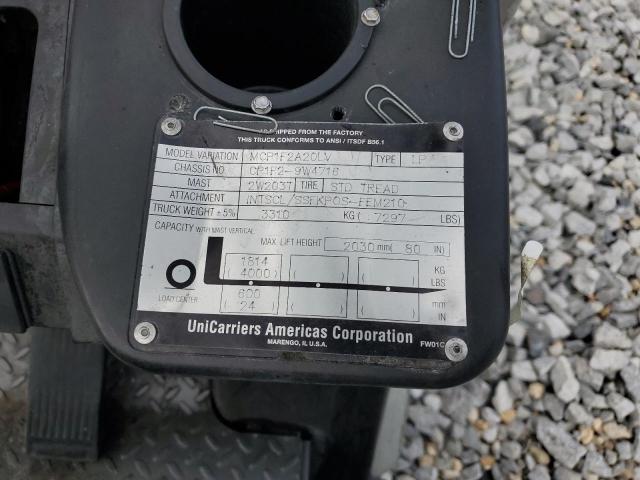 AS SHIPPED FROM THE FACTORY
THIS TRUCK CONFORMS TO ANSI / ITSDF B56.1
MODEL VARIATION MCP1F2A20LV TYPE LP
CHASSIS NO CP1F2-9W4716
MAST 2W203T TIRE STD TREAD
ATTACHMENT INTSCL/SSFKPOS-FEM210
TRUCK WEIGHT ± 5% 3310 KG ( 7297 LBS)
CAPACITY WITH MAST VERTICAL
MAX. LIFT HEIGHT 2030 mm ( 80 IN)
1814 KG
( 4000 ) ( ) ( ) LBS
LOAD CENTER 600 mm
( 24 ) ( ) ( ) IN
UniCarriers Americas Corporation
MARENGO, IL U.S.A. FW01C